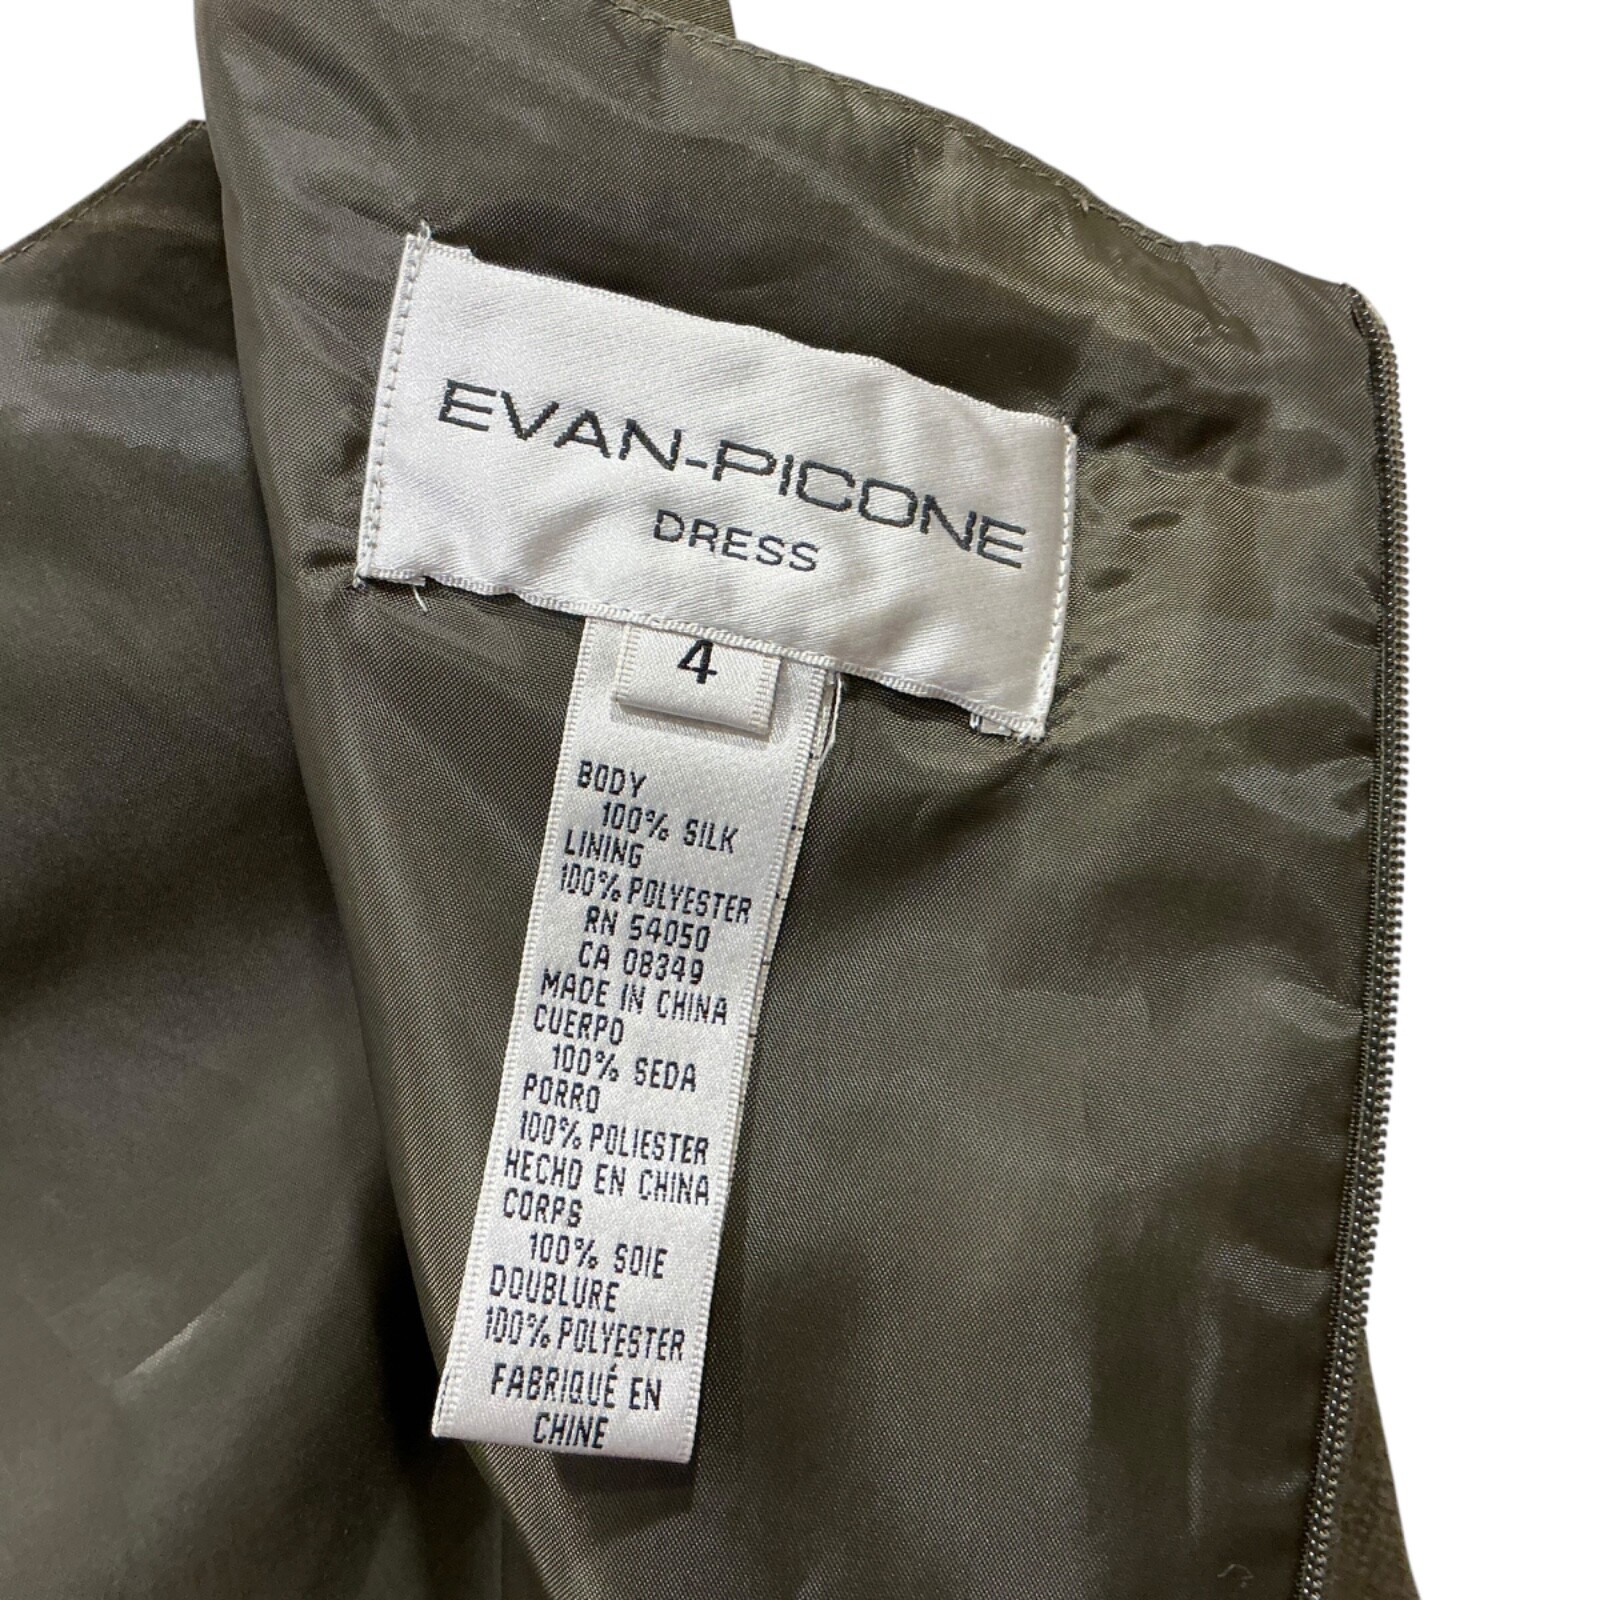 EVAN-PICONE
DRESS
4
BODY
100% SILK
LINING
100% POLYESTER
RN 54050
CA 08349
MADE IN CHINA
CUERPO
100% SEDA
PORRO
100% POLIESTER
HECHO EN CHINA
CORPS
100% SOIE
DOUBLURE
100% POLYESTER
FABRIQUÉ EN
CHINE